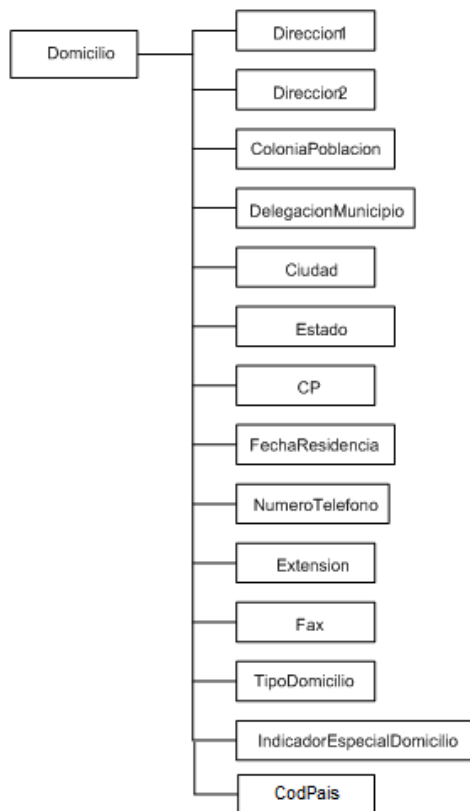 Domicilio
Direccion1
Direccion2
ColoniaPoblacion
DelegacionMunicipio
Ciudad
Estado
CP
FechaResidencia
NumeroTelefono
Extension
Fax
TipoDomicilio
IndicadorEspecialDomicilio
CodPais